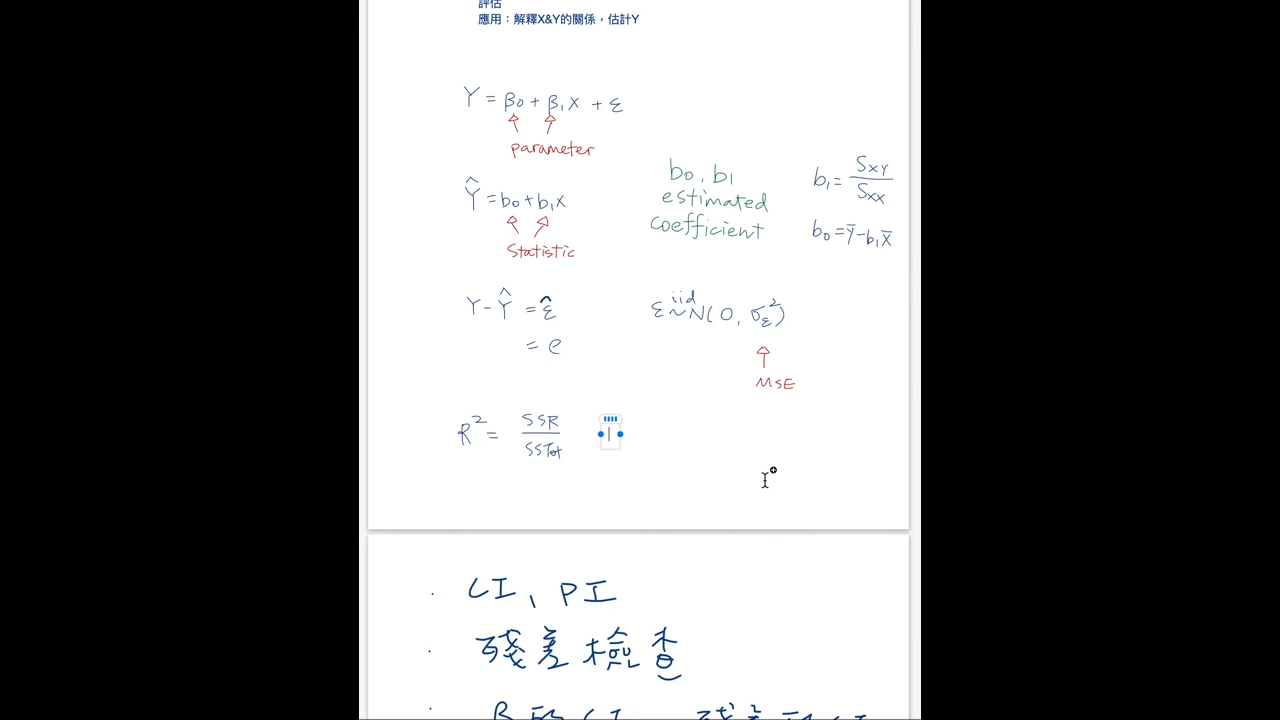 評估
應用：解釋X&Y的關係，估計Y
Y = β₀ + β₁X + ε
parameter
Ŷ = b₀ + b₁X
Statistic
b₀, b₁
estimated
coefficient
b₁ = SXY / SXX
b₀ = Ȳ - b₁X̄
Y - Ŷ = ε̂
= e
ε iid ~ N(0, σε²)
MSE
R² = SSR / SSTot
CI、PI
殘差檢查